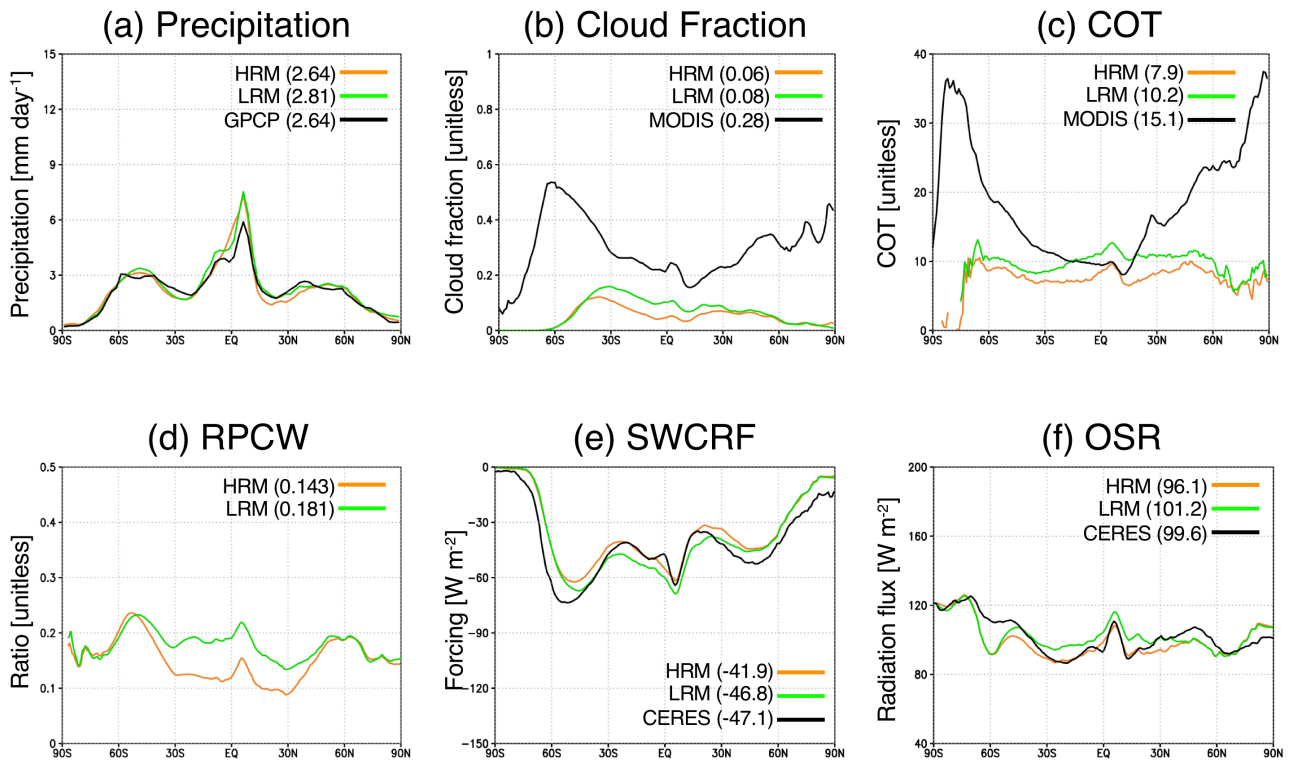 (a) Precipitation
Precipitation [mm day-1]
15
12
9
6
3
0
HRM (2.64)
LRM (2.81)
GPCP (2.64)
90S 60S 30S EQ 30N 60N 90N
(b) Cloud Fraction
Cloud fraction [unitless]
1
0.8
0.6
0.4
0.2
0
HRM (0.06)
LRM (0.08)
MODIS (0.28)
90S 60S 30S EQ 30N 60N 90N
(c) COT
COT [unitless]
40
30
20
10
0
HRM (7.9)
LRM (10.2)
MODIS (15.1)
90S 60S 30S EQ 30N 60N 90N
(d) RPCW
Ratio [unitless]
0.5
0.4
0.3
0.2
0.1
0
HRM (0.143)
LRM (0.181)
90S 60S 30S EQ 30N 60N 90N
(e) SWCRF
Forcing [W m-2]
0
-30
-60
-90
-120
-150
HRM (-41.9)
LRM (-46.8)
CERES (-47.1)
90S 60S 30S EQ 30N 60N 90N
(f) OSR
Radiation flux [W m-2]
200
160
120
80
40
HRM (96.1)
LRM (101.2)
CERES (99.6)
90S 60S 30S EQ 30N 60N 90N